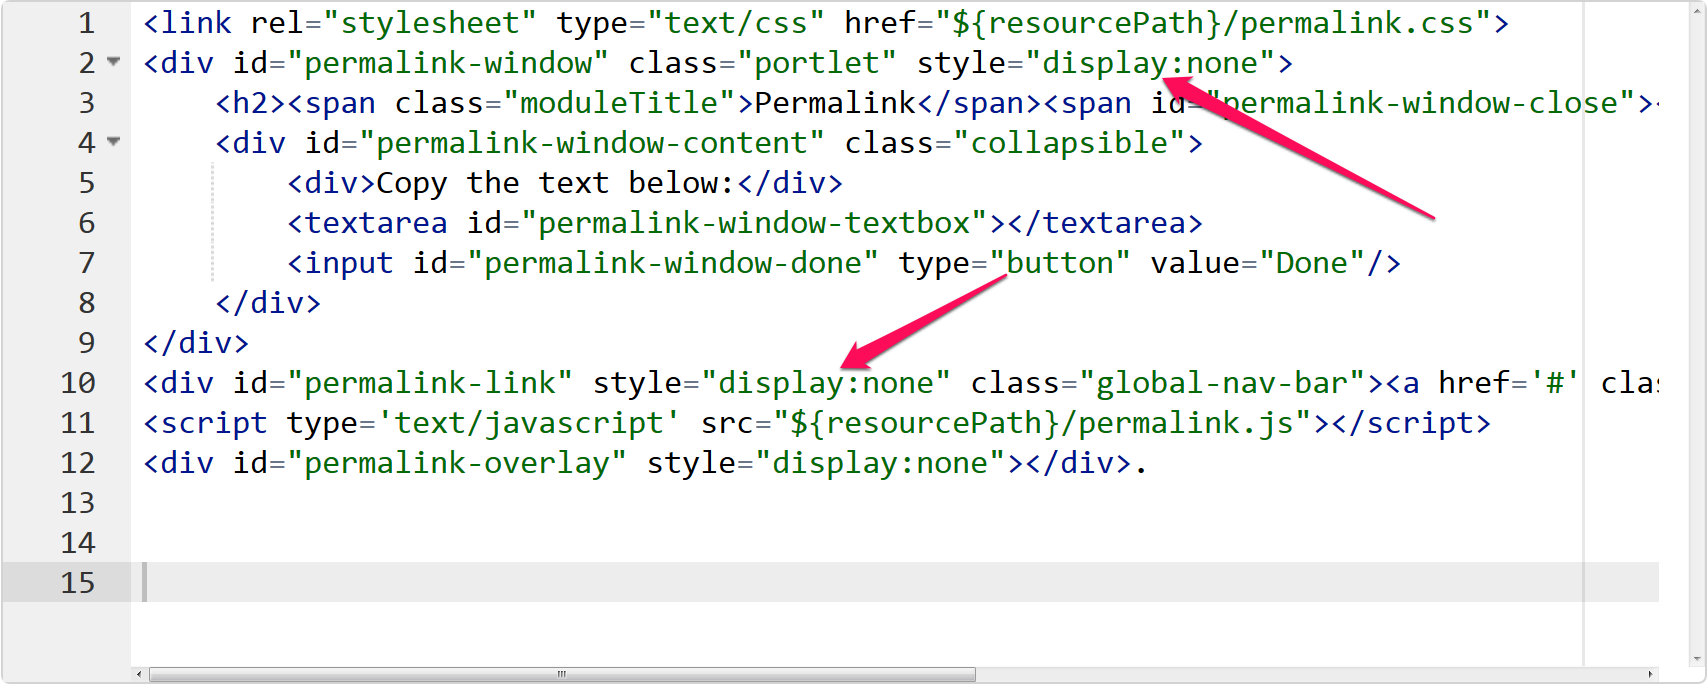 1 <link rel="stylesheet" type="text/css" href="${resourcePath}/permalink.css">
2 <div id="permalink-window" class="portlet" style="display:none">
3 <h2><span class="moduleTitle">Permalink</span><span id="permalink-window-close"><
4 <div id="permalink-window-content" class="collapsible">
5 <div>Copy the text below:</div>
6 <textarea id="permalink-window-textbox"></textarea>
7 <input id="permalink-window-done" type="button" value="Done"/>
8 </div>
9 </div>
10 <div id="permalink-link" style="display:none" class="global-nav-bar"><a href='#' clas
11 <script type='text/javascript' src="${resourcePath}/permalink.js"></script>
12 <div id="permalink-overlay" style="display:none"></div>.
13
14
15